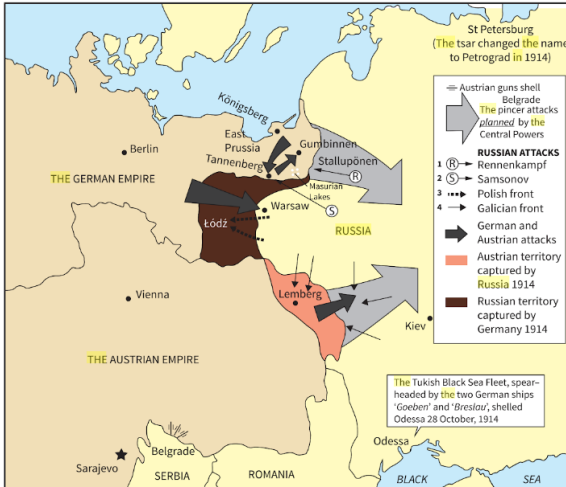 St Petersburg
(The tsar changed the name
to Petrograd in 1914)
Austrian guns shell
Belgrade
The pincer attacks
planned by the
Central Powers
RUSSIAN ATTACKS
1 R Rennenkampf
2 S Samsonov
3 Polish front
4 Galician front
German and
Austrian attacks
Austrian territory
captured by
Russia 1914
Russian territory
captured by
Germany 1914
Königsberg
East
Prussia
Gumbinnen
Stallupönen
Tannenberg
R
Masurian
Lakes
S
Berlin
THE GERMAN EMPIRE
Warsaw
Łódź
RUSSIA
Vienna
Lemberg
Kiev
THE AUSTRIAN EMPIRE
The Tukish Black Sea Fleet, spear–
headed by the two German ships
‘Goeben’ and ‘Breslau’, shelled
Odessa 28 October, 1914
Belgrade
Sarajevo
SERBIA
ROMANIA
Odessa
BLACK SEA